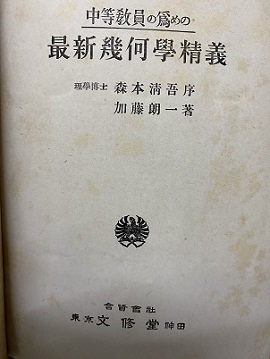 中等敎員の爲めの
最新幾何學精義
理學博士 森本清吾序
加藤朗一著
合資會社
東京 文修堂 神田